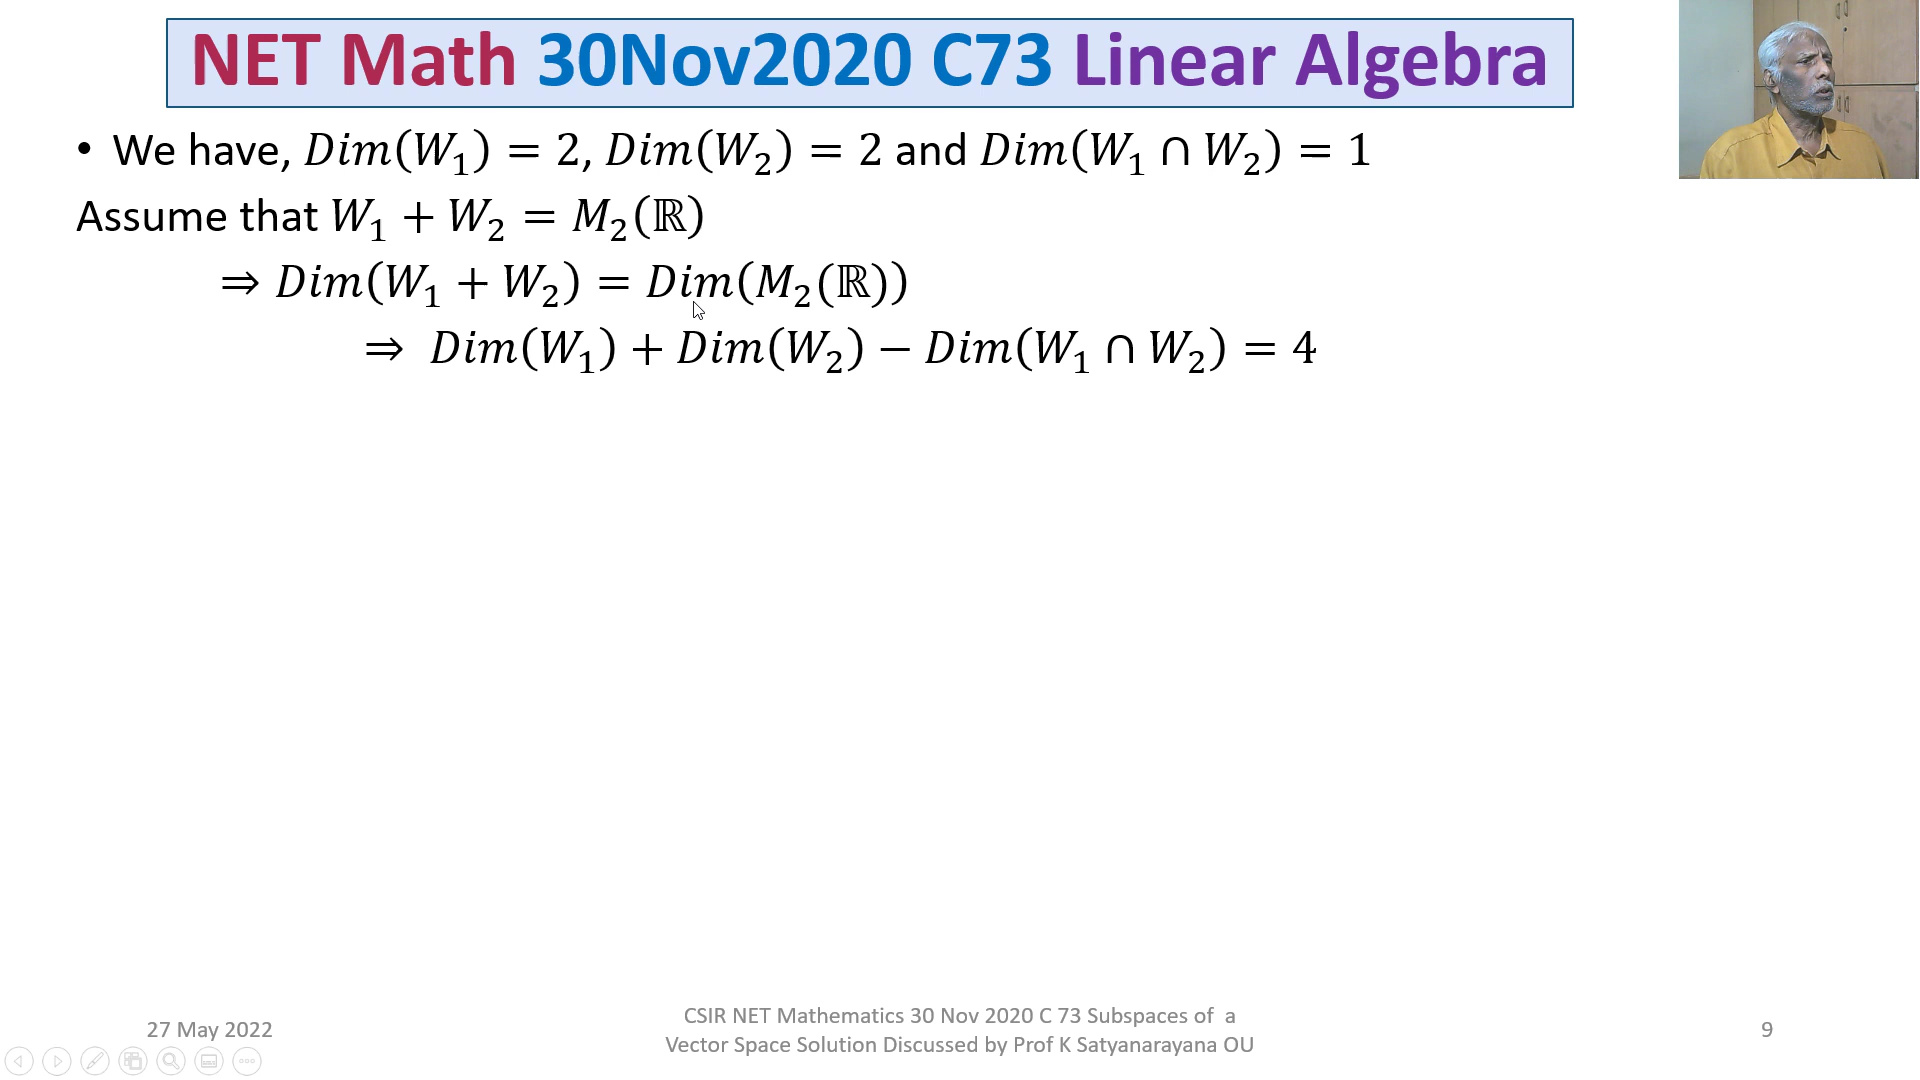 NET Math 30Nov2020 C73 Linear Algebra
• We have, Dim(W₁) = 2, Dim(W₂) = 2 and Dim(W₁ ∩ W₂) = 1
Assume that W₁ + W₂ = M₂(ℝ)
⇒ Dim(W₁ + W₂) = Dim(M₂(ℝ))
⇒ Dim(W₁) + Dim(W₂) − Dim(W₁ ∩ W₂) = 4
27 May 2022
CSIR NET Mathematics 30 Nov 2020 C 73 Subspaces of a
Vector Space Solution Discussed by Prof K Satyanarayana OU
9